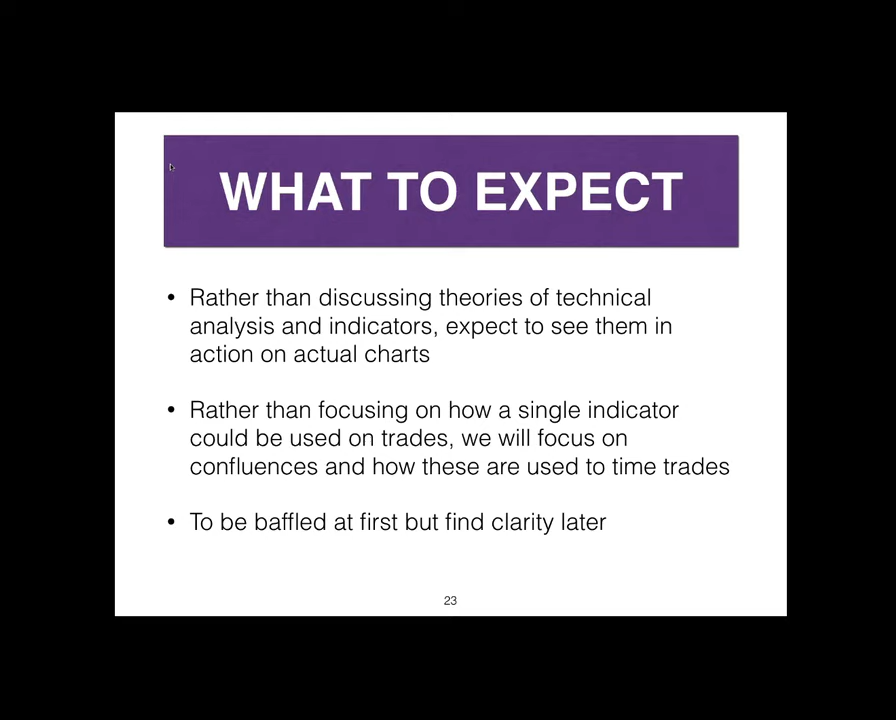 WHAT TO EXPECT
• Rather than discussing theories of technical
analysis and indicators, expect to see them in
action on actual charts
• Rather than focusing on how a single indicator
could be used on trades, we will focus on
confluences and how these are used to time trades
• To be baffled at first but find clarity later
23